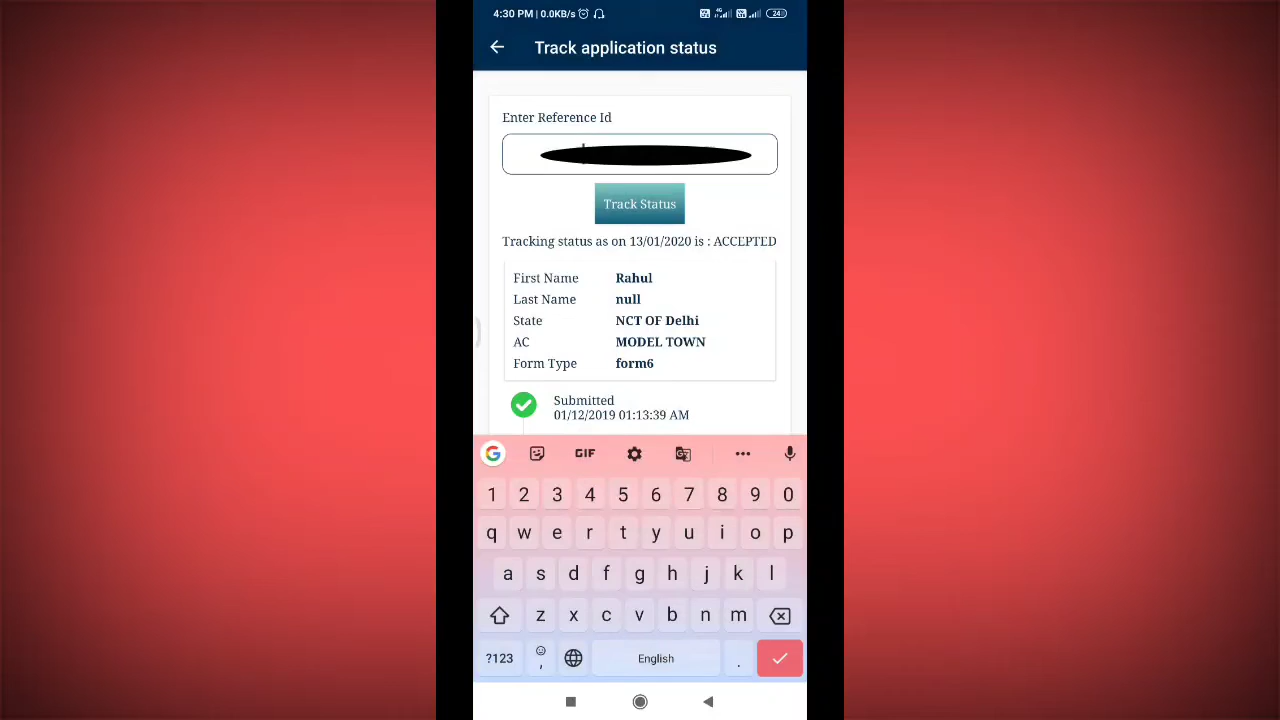 4:30 PM | 0.0KB/s
Track application status
Enter Reference Id
Track Status
Tracking status as on 13/01/2020 is : ACCEPTED
First Name Rahul
Last Name null
State NCT OF Delhi
AC MODEL TOWN
Form Type form6
Submitted
01/12/2019 01:13:39 AM
GIF
1 2 3 4 5 6 7 8 9 0
q w e r t y u i o p
a s d f g h j k l
z x c v b n m
?123 , English .